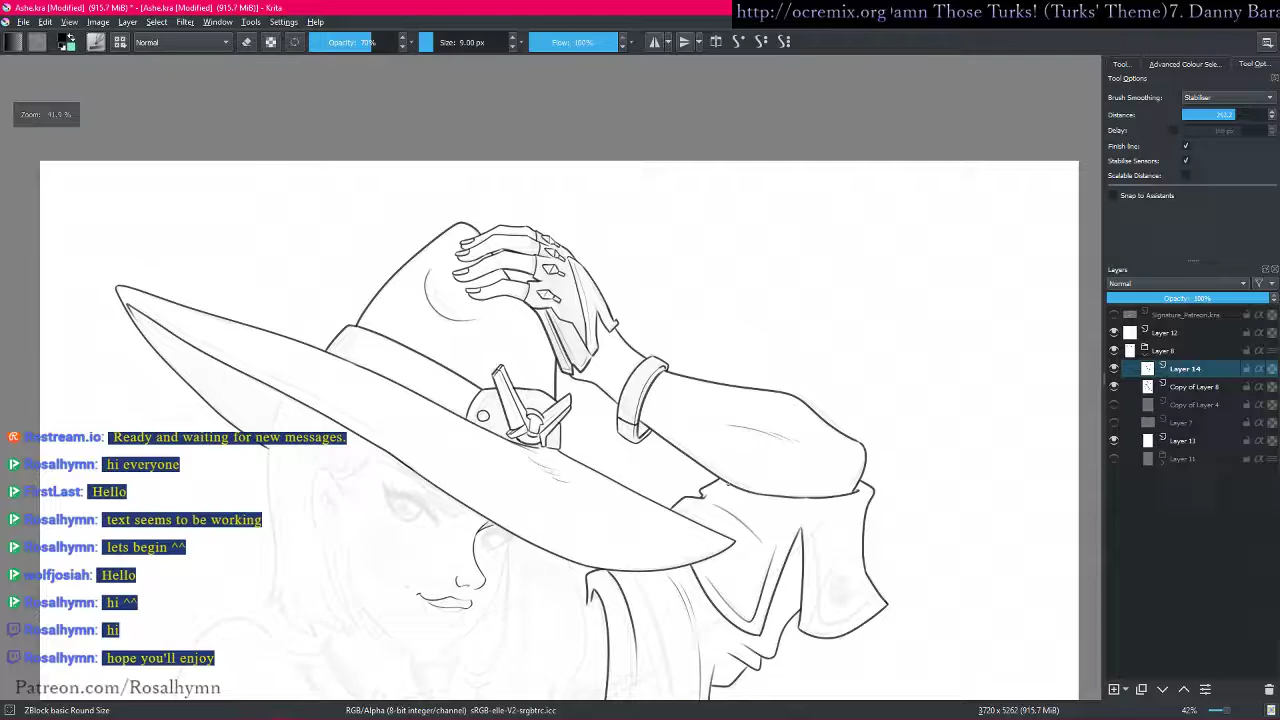 Ashe.kra [Modified] (915.7 MiB) * - [Ashe.kra [Modified] (915.7 MiB)] - Krita
http://ocremix.org
amn Those Turks! (Turks' Theme)
7. Danny Bara
File Edit View Image Layer Select Filter Window Tools Settings Help
Normal
Opacity: 70%
Size: 9.00 px
Flow: 100%
Tool...
Advanced Colour Sele...
Tool Opt...
Tool Options
Brush Smoothing: Stabiliser
Distance:
Delay:
Finish line:
Stabilise Sensors:
Scalable Distance:
Snap to Assistants
Zoom: 41.9 %
Layers
Normal
Opacity: 100%
Signature_Patreon.kra
Layer 12
Layer 8
Layer 14
Copy of Layer 8
Copy of Layer 4
Layer 7
Layer 13
Layer 11
Restream.io: Ready and waiting for new messages.
Rosalhymn: hi everyone
FirstLast: Hello
Rosalhymn: text seems to be working
Rosalhymn: lets begin ^^
wolfjosiah: Hello
Rosalhymn: hi ^^
Rosalhymn: hi
Rosalhymn: hope you'll enjoy
Patreon.com/Rosalhymn
ZBlock basic Round Size
RGB/Alpha (8-bit integer/channel) sRGB-elle-V2-srgbtrc.icc
3720 x 5262 (915.7 MiB)
42%